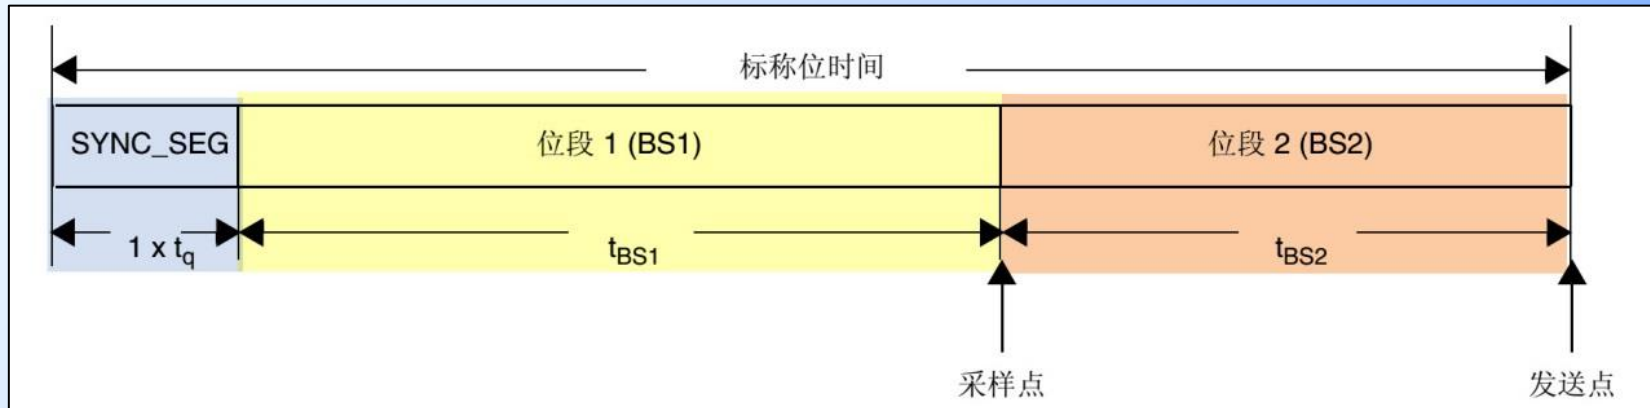 标称位时间
SYNC_SEG 位段 1 (BS1) 位段 2 (BS2)
1 x tq tBS1 tBS2
采样点 发送点